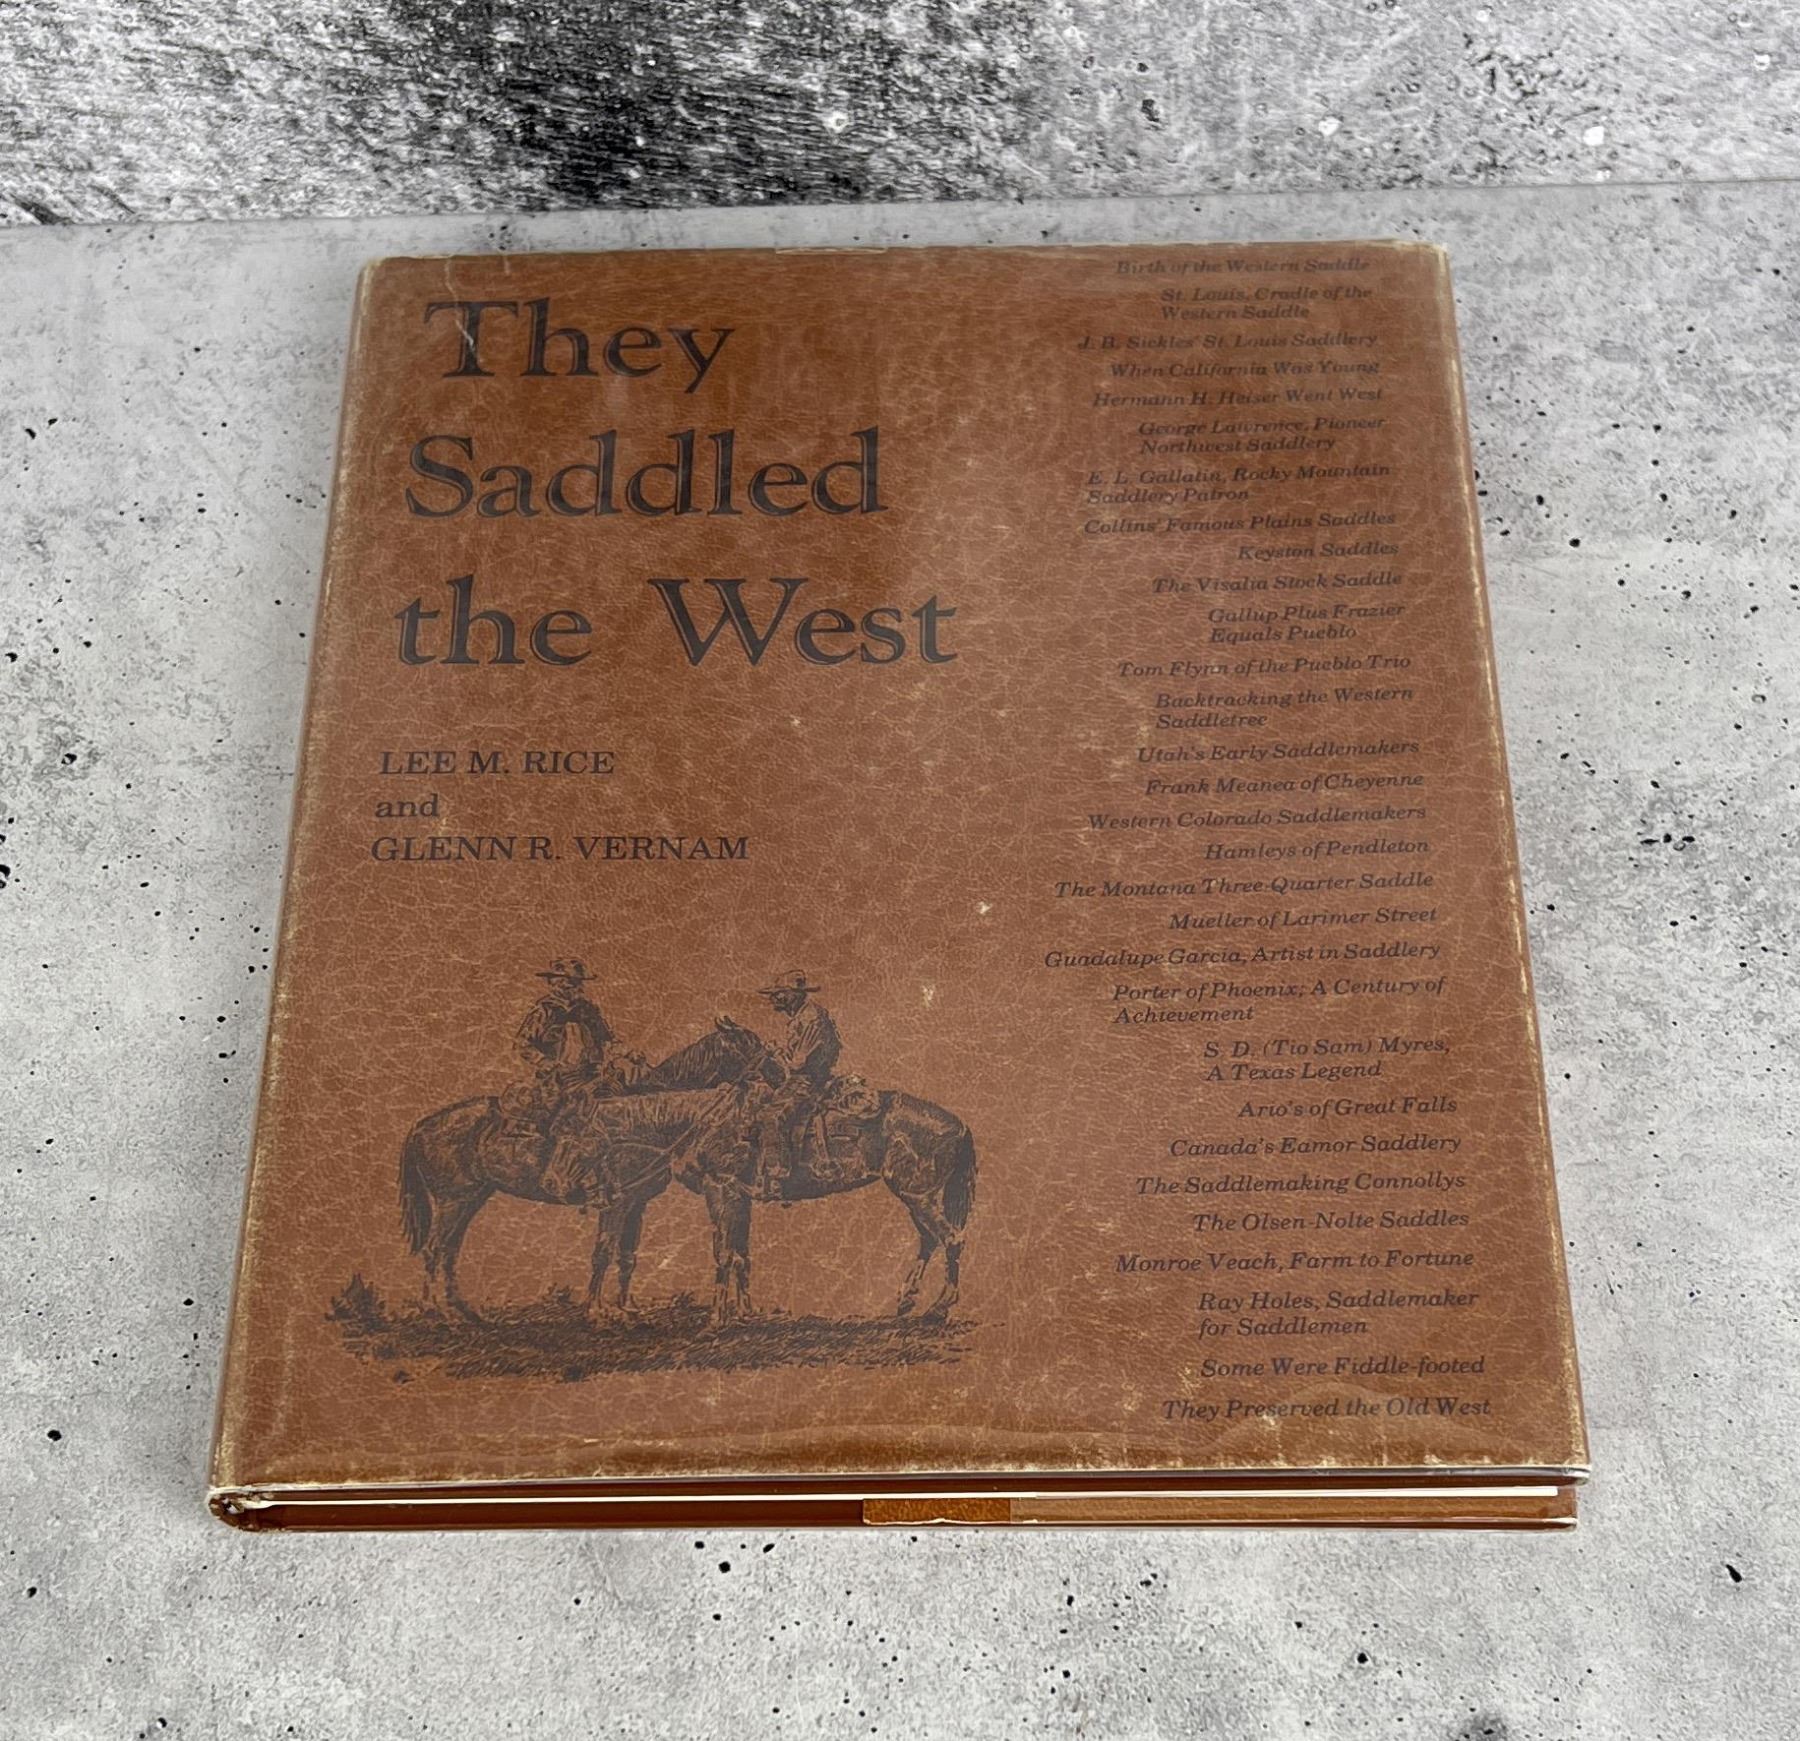 They
Saddled
the West
LEE M. RICE
and
GLENN R. VERNAM
Birth of the Western Saddle
St. Louis, Cradle of the
Western Saddle
J. B. Sickles' St. Louis Saddlery
When California Was Young
Hermann H. Heiser Went West
George Lawrence, Pioneer
Northwest Saddlery
E. L. Gallatin, Rocky Mountain
Saddlery Patron
Collins' Famous Plains Saddles
Keyston Saddles
The Visalia Stock Saddle
Gallup Plus Frazier
Equals Pueblo
Tom Flynn of the Pueblo Trio
Backtracking the Western
Saddletree
Utah's Early Saddlemakers
Frank Meanea of Cheyenne
Western Colorado Saddlemakers
Hamleys of Pendleton
The Montana Three-Quarter Saddle
Mueller of Larimer Street
Guadalupe Garcia, Artist in Saddlery
Porter of Phoenix; A Century of
Achievement
S. D. (Tio Sam) Myres,
A Texas Legend
Ario's of Great Falls
Canada's Eamor Saddlery
The Saddlemaking Connollys
The Olsen-Nolte Saddles
Monroe Veach, Farm to Fortune
Ray Holes, Saddlemaker
for Saddlemen
Some Were Fiddle-footed
They Preserved the Old West